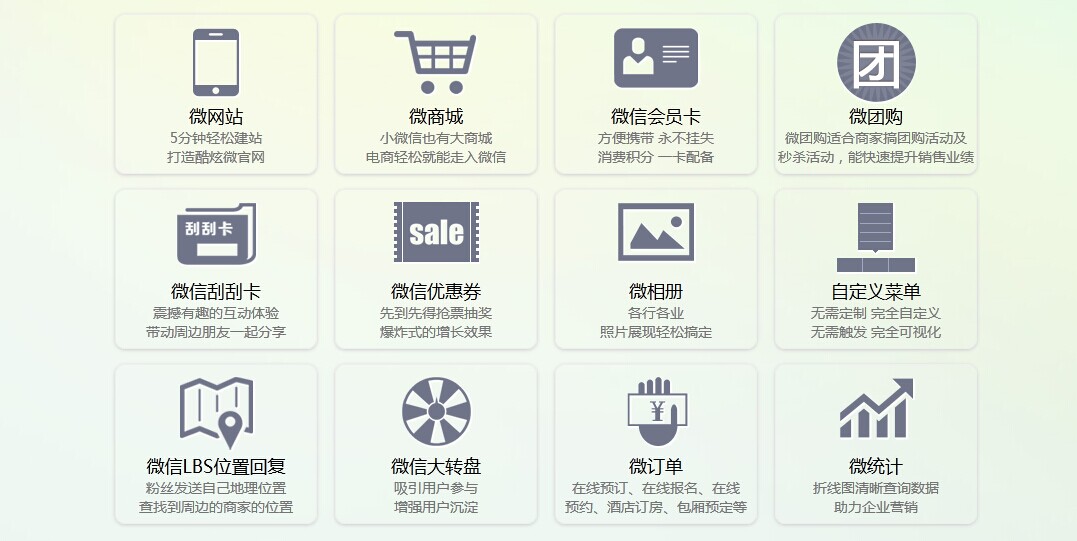 团
微网站
5分钟轻松建站
打造酷炫微官网
微商城
小微信也有大商城
电商轻松就能走入微信
微信会员卡
方便携带 永不挂失
消费积分 一卡配备
微团购
微团购适合商家搞团购活动及
秒杀活动，能快速提升销售业绩
刮刮卡
微信刮刮卡
震撼有趣的互动体验
带动周边朋友一起分享
sale
微信优惠券
先到先得抢票抽奖
爆炸式的增长效果
微相册
各行各业
照片展现轻松搞定
自定义菜单
无需定制 完全自定义
无需触发 完全可视化
微信LBS位置回复
粉丝发送自己地理位置
查找到周边的商家的位置
微信大转盘
吸引用户参与
增强用户沉淀
¥
微订单
在线预订、在线报名、在线
预约、酒店订房、包厢预定等
微统计
折线图清晰查询数据
助力企业营销